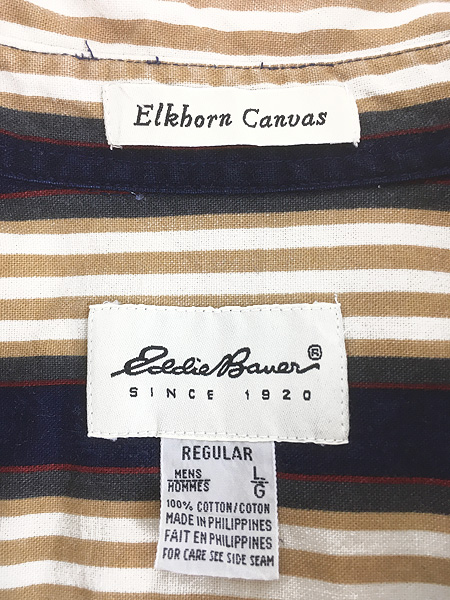 Elkhorn Canvas
Eddie Bauer®
SINCE 1920
REGULAR
MENS L
HOMMES G
100% COTTON/COTON
MADE IN PHILIPPINES
FAIT EN PHILIPPINES
FOR CARE SEE SIDE SEAM